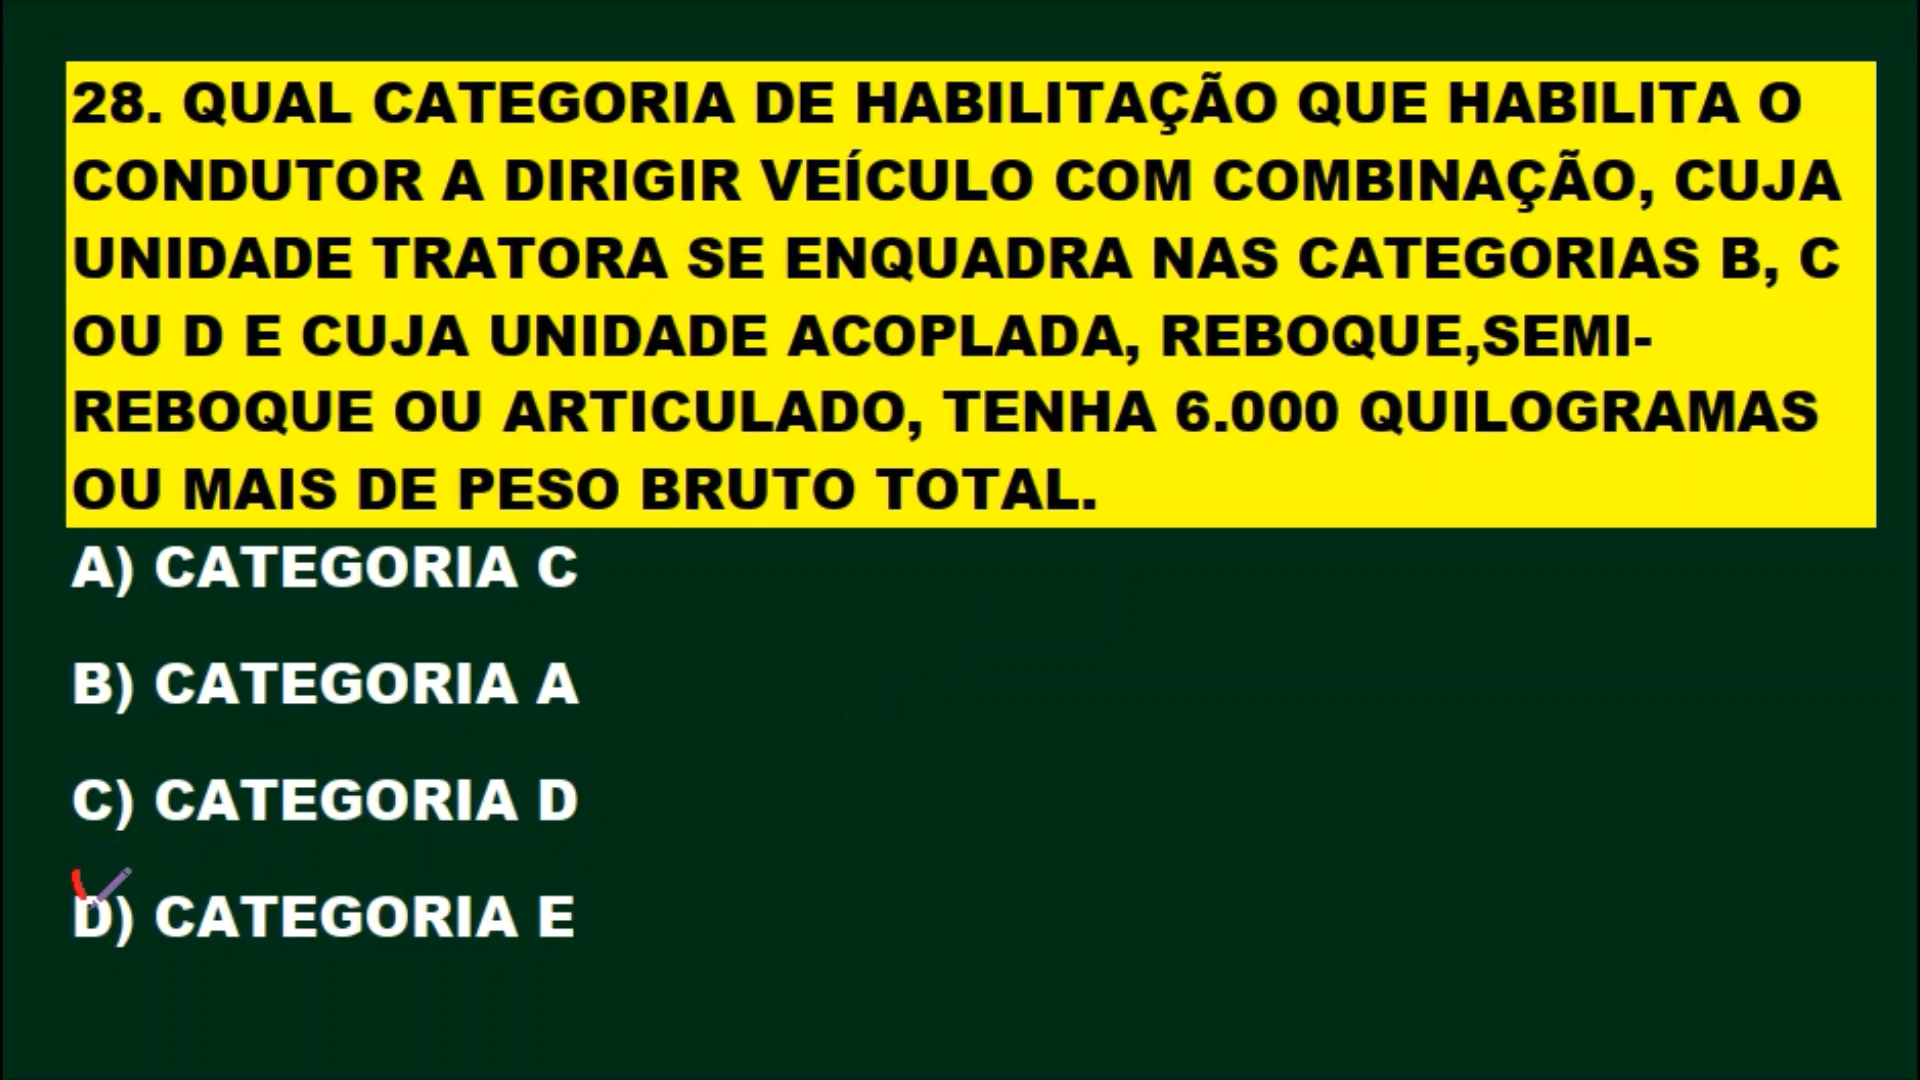 28. QUAL CATEGORIA DE HABILITAÇÃO QUE HABILITA O
CONDUTOR A DIRIGIR VEÍCULO COM COMBINAÇÃO, CUJA
UNIDADE TRATORA SE ENQUADRA NAS CATEGORIAS B, C
OU D E CUJA UNIDADE ACOPLADA, REBOQUE,SEMI-
REBOQUE OU ARTICULADO, TENHA 6.000 QUILOGRAMAS
OU MAIS DE PESO BRUTO TOTAL.
A) CATEGORIA C
B) CATEGORIA A
C) CATEGORIA D
D) CATEGORIA E